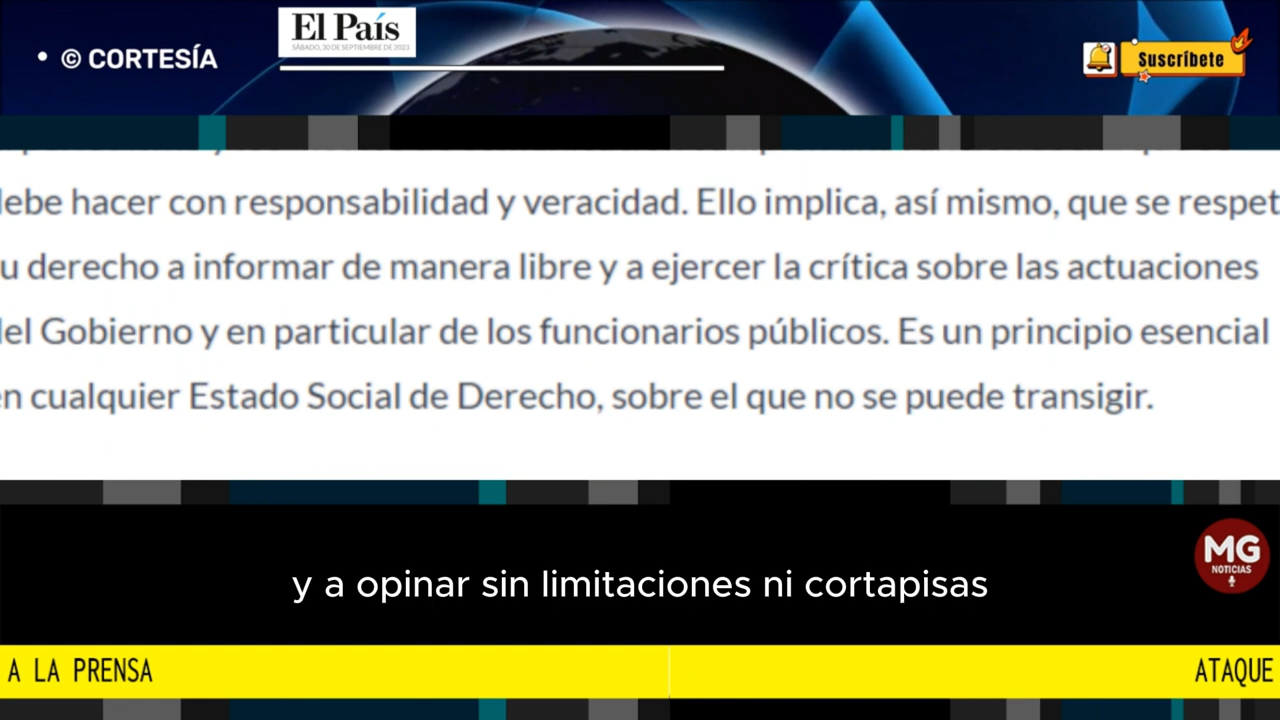 • © CORTESÍA
El País
SÁBADO, 30 DE SEPTIEMBRE DE 2023
Suscríbete
hacer con responsabilidad y veracidad. Ello implica, así mismo, que se respet
u derecho a informar de manera libre y a ejercer la crítica sobre las actuaciones
Gobierno y en particular de los funcionarios públicos. Es un principio esencial
n cualquier Estado Social de Derecho, sobre el que no se puede transigir.
MG
NOTICIAS
y a opinar sin limitaciones ni cortapisas
A LA PRENSA
ATAQUE